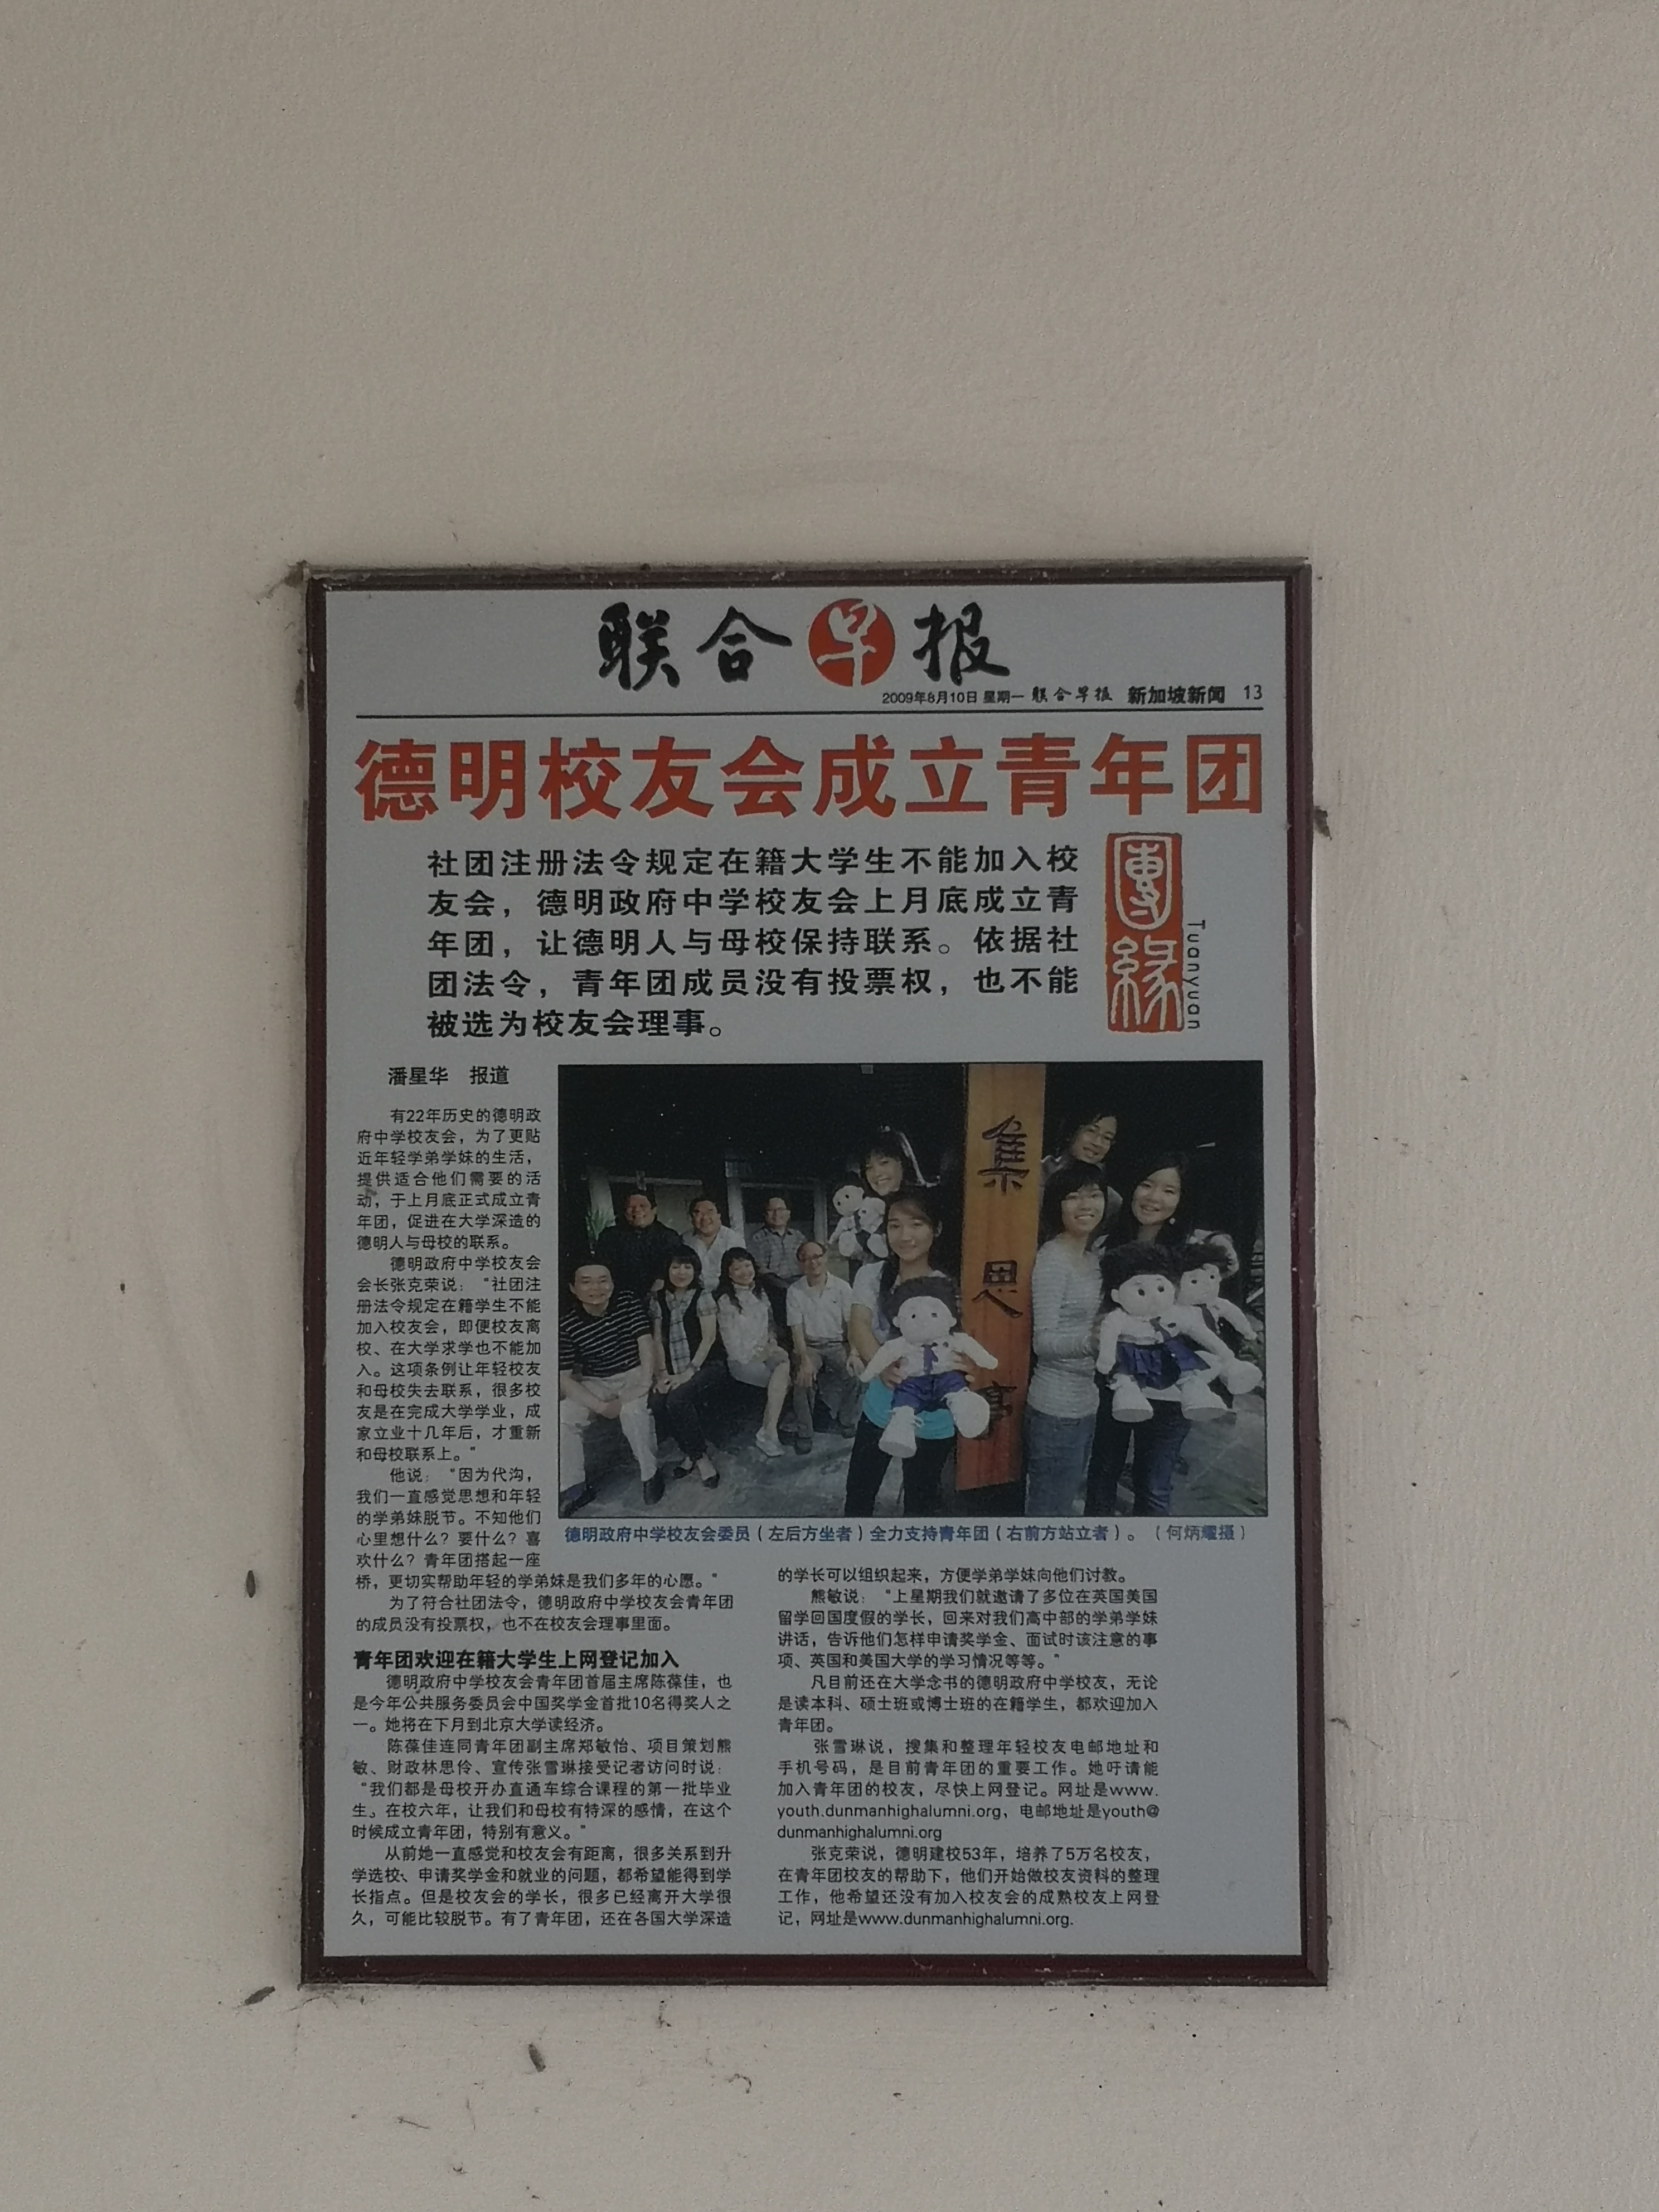 联合早报
2009年8月10日 星期一 联合早报 新加坡新闻 13
德明校友会成立青年团
社团注册法令规定在籍大学生不能加入校
友会，德明政府中学校友会上月底成立青
年团，让德明人与母校保持联系。依据社
团法令，青年团成员没有投票权，也不能
被选为校友会理事。
團緣
Tuanyuan
潘星华 报道
有22年历史的德明政
府中学校友会，为了更贴
近年轻学弟学妹的生活，
提供适合他们需要的活
动，于上月底正式成立青
年团，促进在大学深造的
德明人与母校的联系。
德明政府中学校友会
会长张克荣说：“社团注
册法令规定在籍学生不能
加入校友会，即便校友离
校、在大学求学也不能加
入。这项条例让年轻校友
和母校失去联系，很多校
友是在完成大学学业，成
家立业十几年后，才重新
和母校联系上。”
他说：“因为代沟，
我们一直感觉思想和年轻
的学弟妹脱节。不知他们
心里想什么？要什么？喜
欢什么？青年团搭起一座
桥，更切实帮助年轻的学弟妹是我们多年的心愿。”
为了符合社团法令，德明政府中学校友会青年团
的成员没有投票权，也不在校友会理事里面。
集思
德明政府中学校友会委员（左后方坐者）全力支持青年团（右前方站立者）。（何炳耀摄）
青年团欢迎在籍大学生上网登记加入
德明政府中学校友会青年团首届主席陈葆佳，也
是今年公共服务委员会中国奖学金首批10名得奖人之
一。她将在下月到北京大学读经济。
陈葆佳连同青年团副主席郑敏怡、项目策划熊
敏、财政林思伶、宣传张雪琳接受记者访问时说：
“我们都是母校开办直通车综合课程的第一批毕业
生。在校六年，让我们和母校有特深的感情，在这个
时候成立青年团，特别有意义。”
从前她一直感觉和校友会有距离，很多关系到升
学选校、申请奖学金和就业的问题，都希望能得到学
长指点。但是校友会的学长，很多已经离开大学很
久，可能比较脱节。有了青年团，还在各国大学深造
的学长可以组织起来，方便学弟学妹向他们讨教。
熊敏说：“上星期我们就邀请了多位在英国美国
留学回国度假的学长，回来对我们高中部的学弟学妹
讲话，告诉他们怎样申请奖学金、面试时该注意的事
项、英国和美国大学的学习情况等等。”
凡目前还在大学念书的德明政府中学校友，无论
是读本科、硕士班或博士班的在籍学生，都欢迎加入
青年团。
张雪琳说，搜集和整理年轻校友电邮地址和
手机号码，是目前青年团的重要工作。她吁请能
加入青年团的校友，尽快上网登记。网址是www.
youth.dunmanhighalumni.org，电邮地址是youth@
dunmanhighalumni.org
张克荣说，德明建校53年，培养了5万名校友，
在青年团校友的帮助下，他们开始做校友资料的整理
工作，他希望还没有加入校友会的成熟校友上网登
记，网址是www.dunmanhighalumni.org.